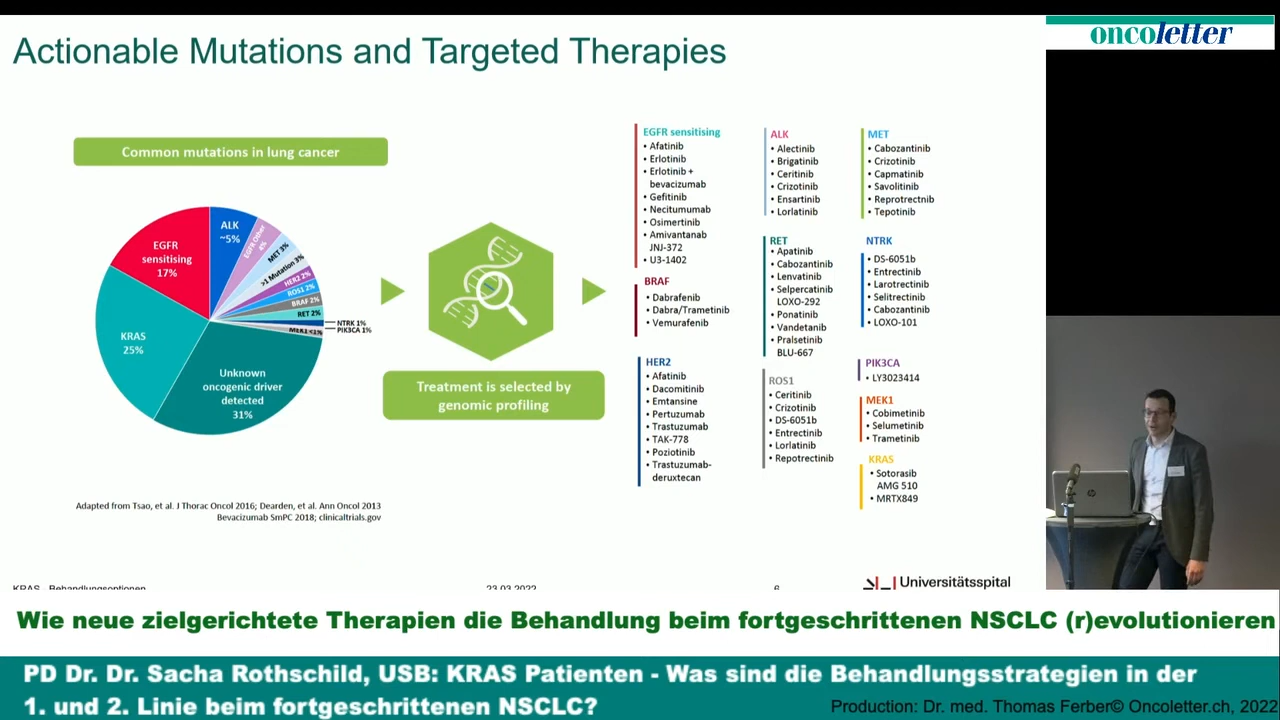 oncoletter
Actionable Mutations and Targeted Therapies
Common mutations in lung cancer
ALK
~5%
EGFR Other
4%
MET 3%
>1 Mutation 3%
HER2 2%
ROS1 2%
BRAF 2%
RET 2%
NTRK 1%
PIK3CA 1%
MEK1 <1%
Unknown
oncogenic driver
detected
31%
KRAS
25%
EGFR
sensitising
17%
Treatment is selected by
genomic profiling
EGFR sensitising
• Afatinib
• Erlotinib
• Erlotinib +
bevacizumab
• Gefitinib
• Necitumumab
• Osimertinib
• Amivantanab
JNJ-372
• U3-1402
BRAF
• Dabrafenib
• Dabra/Trametinib
• Vemurafenib
HER2
• Afatinib
• Dacomitinib
• Emtansine
• Pertuzumab
• Trastuzumab
• TAK-778
• Poziotinib
• Trastuzumab-
deruxtecan
ALK
• Alectinib
• Brigatinib
• Ceritinib
• Crizotinib
• Ensartinib
• Lorlatinib
RET
• Apatinib
• Cabozantinib
• Lenvatinib
• Selpercatinib
LOXO-292
• Ponatinib
• Vandetanib
• Pralsetinib
BLU-667
ROS1
• Ceritinib
• Crizotinib
• DS-6051b
• Entrectinib
• Lorlatinib
• Repotrectinib
MET
• Cabozantinib
• Crizotinib
• Capmatinib
• Savolitinib
• Reprotrectnib
• Tepotinib
NTRK
• DS-6051b
• Entrectinib
• Larotrectinib
• Selitrectinib
• Cabozantinib
• LOXO-101
PIK3CA
• LY3023414
MEK1
• Cobimetinib
• Selumetinib
• Trametinib
KRAS
• Sotorasib
AMG 510
• MRTX849
Adapted from Tsao, et al. J Thorac Oncol 2016; Dearden, et al. Ann Oncol 2013
Bevacizumab SmPC 2018; clinicaltrials.gov
KRAS - Behandlungsoptionen
23.03.2022
6
Universitätsspital
hp
Wie neue zielgerichtete Therapien die Behandlung beim fortgeschrittenen NSCLC (r)evolutionieren
PD Dr. Dr. Sacha Rothschild, USB: KRAS Patienten - Was sind die Behandlungsstrategien in der
1. und 2. Linie beim fortgeschrittenen NSCLC?
Production: Dr. med. Thomas Ferber© Oncoletter.ch, 2022